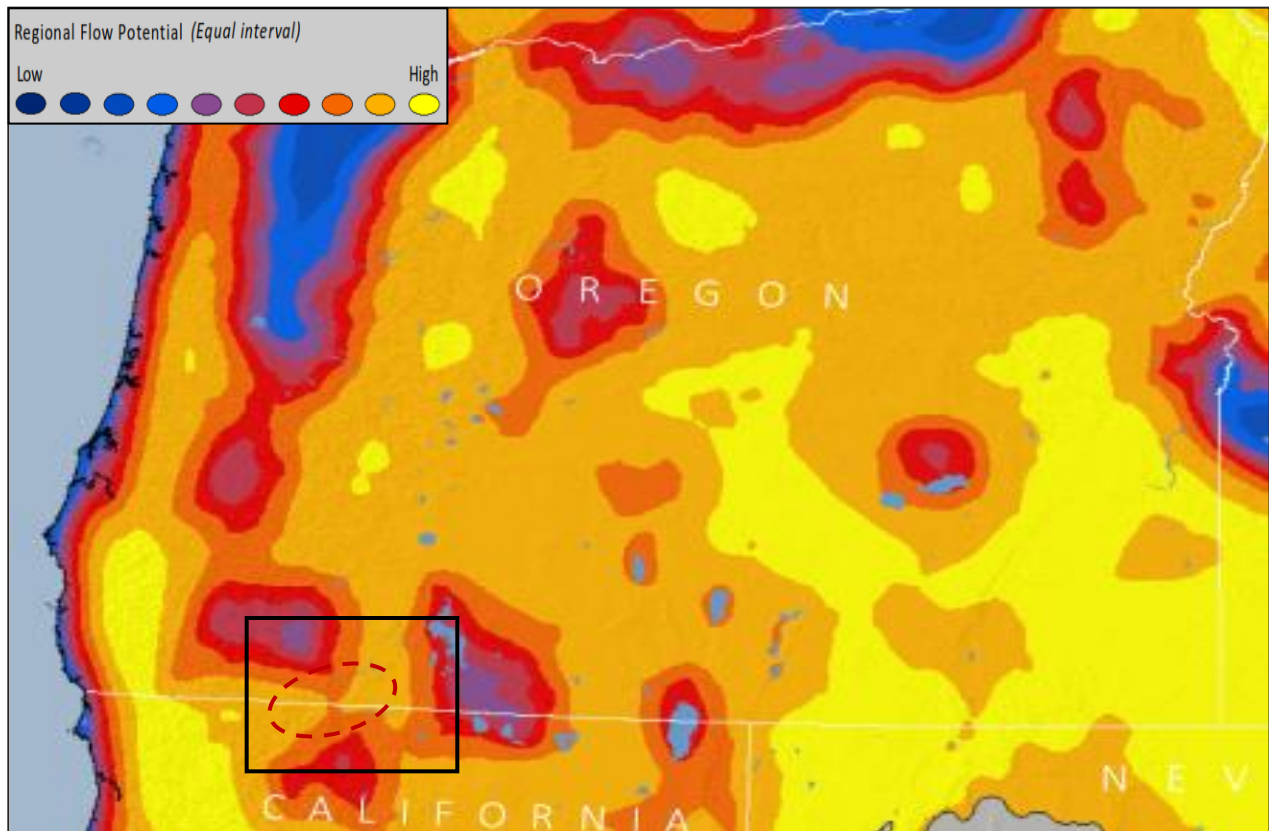 Regional Flow Potential (Equal interval)
Low High
OREGON
CALIFORNIA
NEV